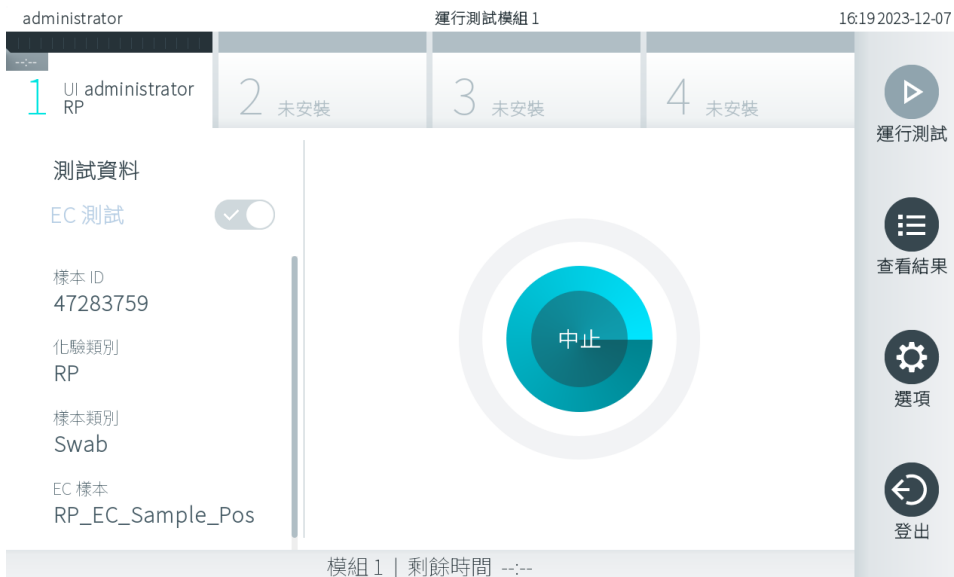 administrator
運行測試模組 1
16:19 2023-12-07
--:--
1 UI administrator
RP
2 未安裝
3 未安裝
4 未安裝
運行測試
測試資料
EC 測試
查看結果
樣本 ID
47283759
化驗類別
RP
中止
樣本類別
Swab
選項
EC 樣本
RP_EC_Sample_Pos
登出
模組 1 | 剩餘時間 --:--